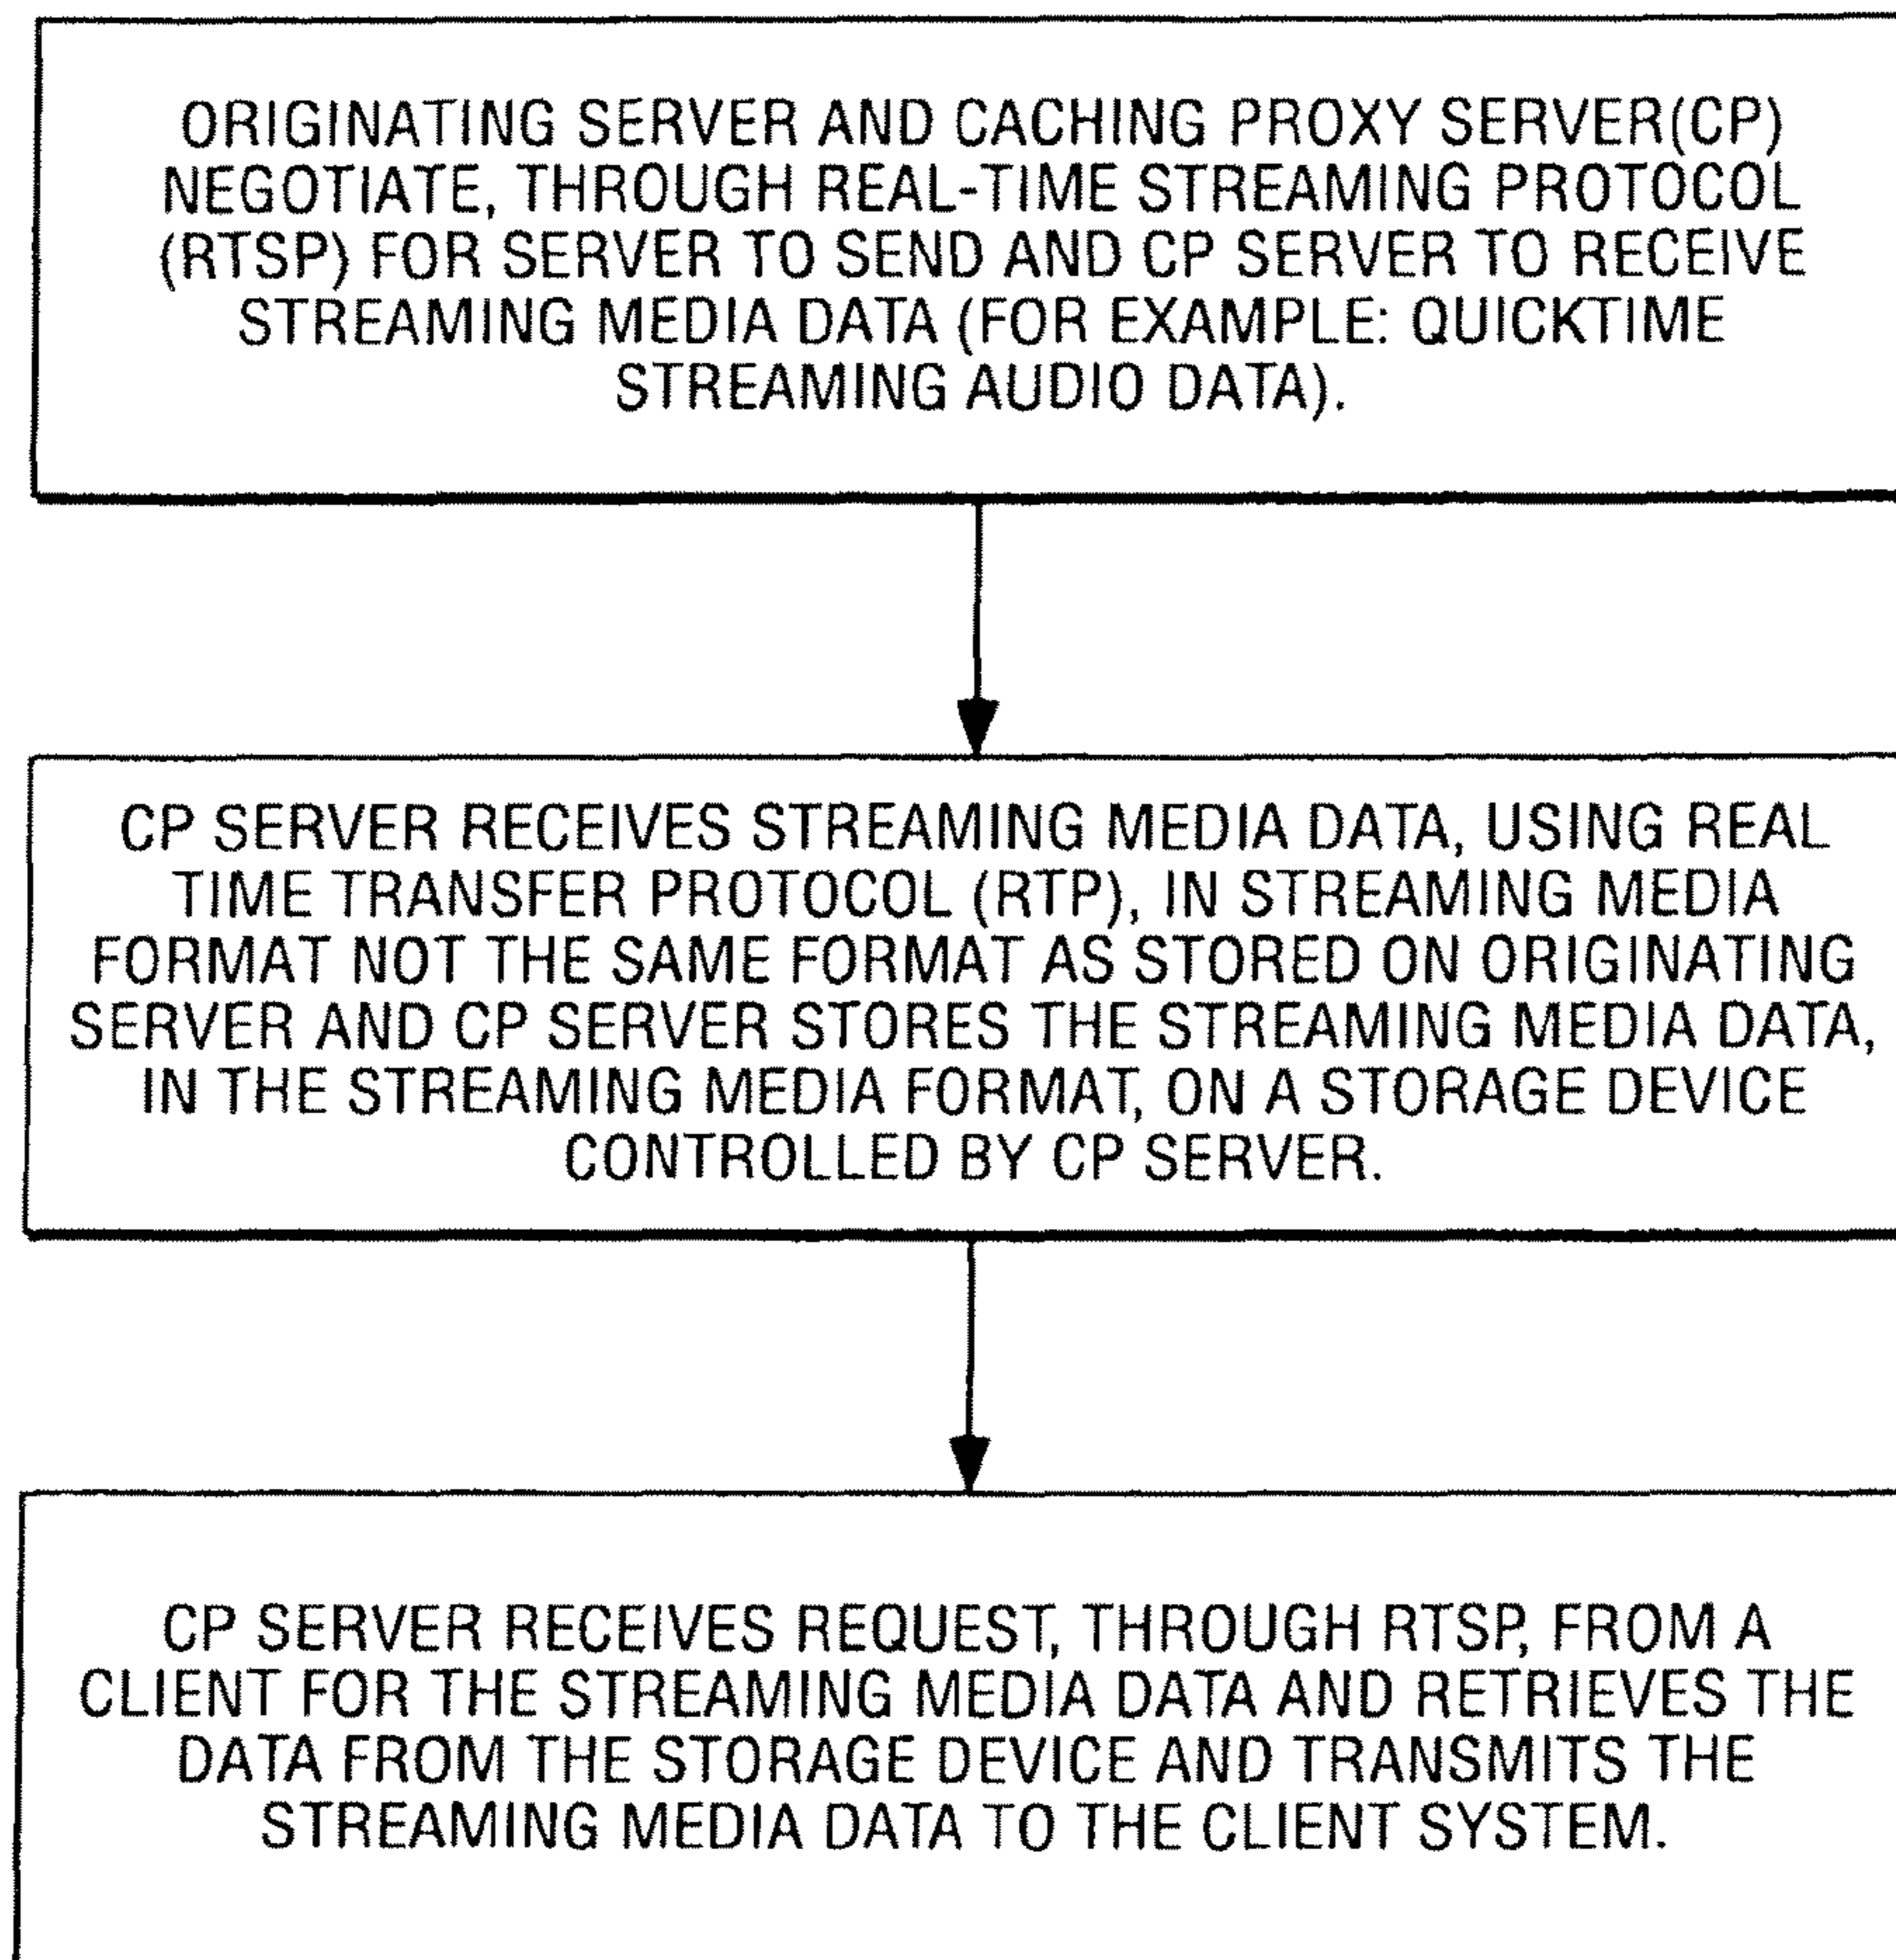 ORIGINATING SERVER AND CACHING PROXY SERVER(CP)
NEGOTIATE, THROUGH REAL-TIME STREAMING PROTOCOL
(RTSP) FOR SERVER TO SEND AND CP SERVER TO RECEIVE
STREAMING MEDIA DATA (FOR EXAMPLE: QUICKTIME
STREAMING AUDIO DATA).
CP SERVER RECEIVES STREAMING MEDIA DATA, USING REAL
TIME TRANSFER PROTOCOL (RTP), IN STREAMING MEDIA
FORMAT NOT THE SAME FORMAT AS STORED ON ORIGINATING
SERVER AND CP SERVER STORES THE STREAMING MEDIA DATA,
IN THE STREAMING MEDIA FORMAT, ON A STORAGE DEVICE
CONTROLLED BY CP SERVER.
CP SERVER RECEIVES REQUEST, THROUGH RTSP, FROM A
CLIENT FOR THE STREAMING MEDIA DATA AND RETRIEVES THE
DATA FROM THE STORAGE DEVICE AND TRANSMITS THE
STREAMING MEDIA DATA TO THE CLIENT SYSTEM.